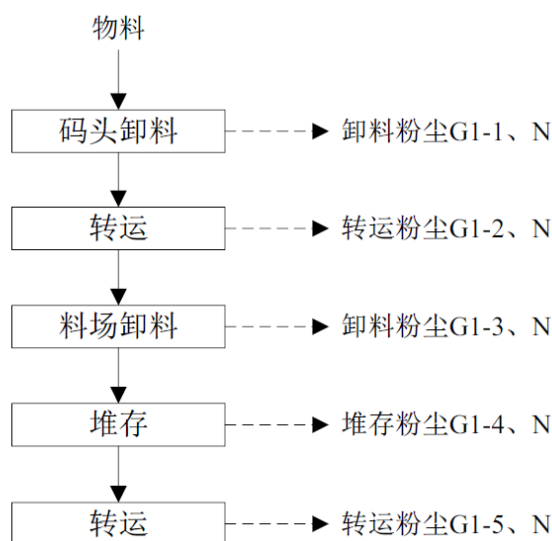 物料
码头卸料
卸料粉尘G1-1、N
转运
转运粉尘G1-2、N
料场卸料
卸料粉尘G1-3、N
堆存
堆存粉尘G1-4、N
转运
转运粉尘G1-5、N